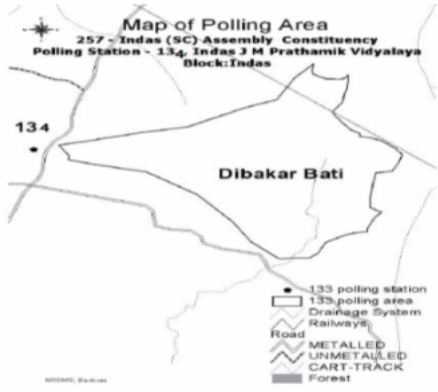 Map of Polling Area
257 - Indas (SC) Assembly Constituency
Polling Station - 134, Indas J M Prathamik Vidyalaya
Block:Indas
134
Dibakar Bati
133 polling station
133 polling area
Drainage System
Railways
Road
METALLED
UNMETALLED
CART-TRACK
Forest